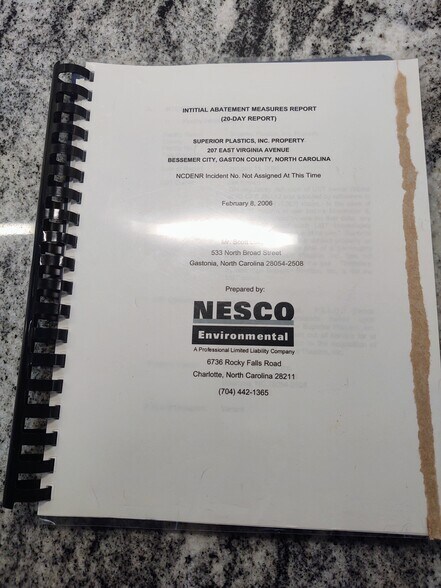 INTITIAL ABATEMENT MEASURES REPORT
(20-DAY REPORT)
SUPERIOR PLASTICS, INC. PROPERTY
207 EAST VIRGINIA AVENUE
BESSEMER CITY, GASTON COUNTY, NORTH CAROLINA
NCDENR Incident No. Not Assigned At This Time
February 8, 2006
533 North Broad Street
Gastonia, North Carolina 28054-2508
Prepared by:
NESCO
Environmental
A Professional Limited Liability Company
6736 Rocky Falls Road
Charlotte, North Carolina 28211
(704) 442-1365